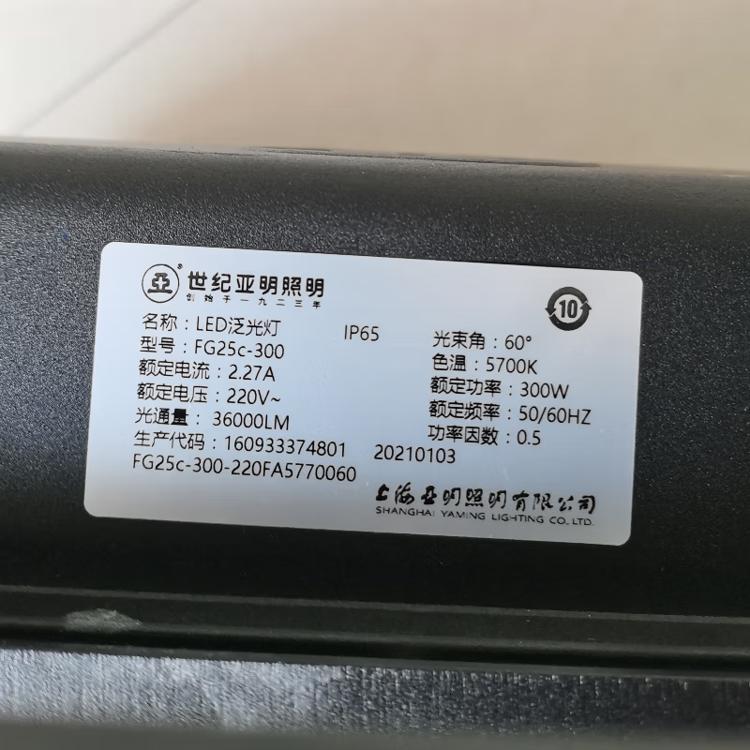 亞®
世纪亚明照明
创始于一九二三年
10
名称：LED泛光灯
IP65
型号：FG25c-300
额定电流：2.27A
额定电压：220V~
光通量：36000LM
生产代码：160933374801 20210103
FG25c-300-220FA5770060
光束角：60°
色温：5700K
额定功率：300W
额定频率：50/60HZ
功率因数：0.5
上海亚明照明有限公司
SHANGHAI YAMING LIGHTING CO.,LTD.